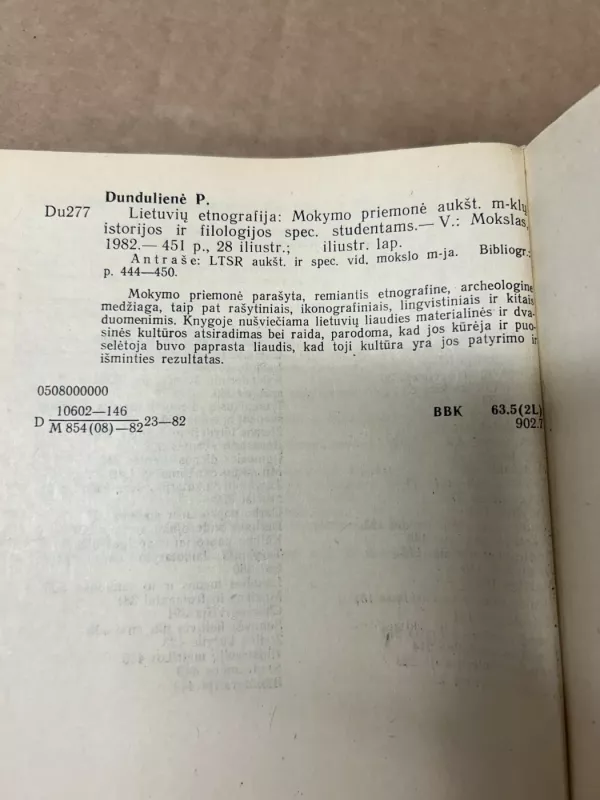 Dundulienė P.
Du277 Lietuvių etnografija: Mokymo priemonė aukšt. m-klų
istorijos ir filologijos spec. studentams.— V.: Mokslas,
1982.— 451 p., 28 iliustr.; iliustr. lap.
Antraše: LTSR aukšt. ir spec. vid. mokslo m-ja. Bibliogr.:
p. 444—450.
Mokymo priemonė parašyta, remiantis etnografine, archeologine
medžiaga, taip pat rašytiniais, ikonografiniais, lingvistiniais ir kitais
duomenimis. Knygoje nušviečiama lietuvių liaudies materialinės ir dva-
sinės kultūros atsiradimas bei raida, parodoma, kad jos kūrėja ir puo-
selėtoja buvo paprasta liaudis, kad toji kultūra yra jos patyrimo ir
išminties rezultatas.
0508000000
10602—146
D M 854(08)—82 23—82
BBK 63.5(2L)
902.7